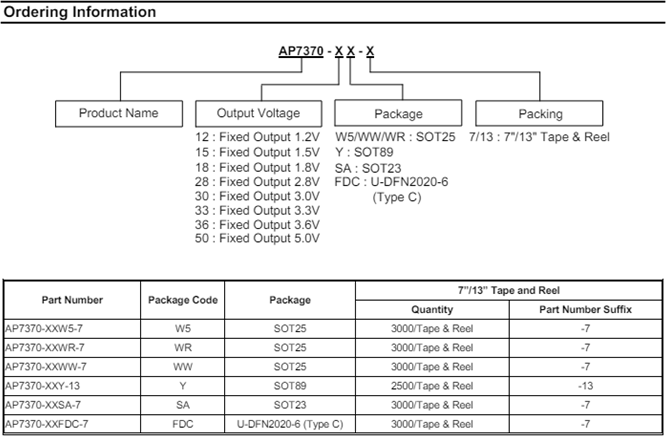 Ordering Information
AP7370 - X X - X
Product Name
Output Voltage
Package
Packing
12 : Fixed Output 1.2V
15 : Fixed Output 1.5V
18 : Fixed Output 1.8V
28 : Fixed Output 2.8V
30 : Fixed Output 3.0V
33 : Fixed Output 3.3V
36 : Fixed Output 3.6V
50 : Fixed Output 5.0V
W5/WW/WR : SOT25
Y : SOT89
SA : SOT23
FDC : U-DFN2020-6
(Type C)
7/13 : 7"/13" Tape & Reel
Part Number Package Code Package 7"/13" Tape and Reel
Quantity Part Number Suffix
AP7370-XXW5-7 W5 SOT25 3000/Tape & Reel -7
AP7370-XXWR-7 WR SOT25 3000/Tape & Reel -7
AP7370-XXWW-7 WW SOT25 3000/Tape & Reel -7
AP7370-XXY-13 Y SOT89 2500/Tape & Reel -13
AP7370-XXSA-7 SA SOT23 3000/Tape & Reel -7
AP7370-XXFDC-7 FDC U-DFN2020-6 (Type C) 3000/Tape & Reel -7